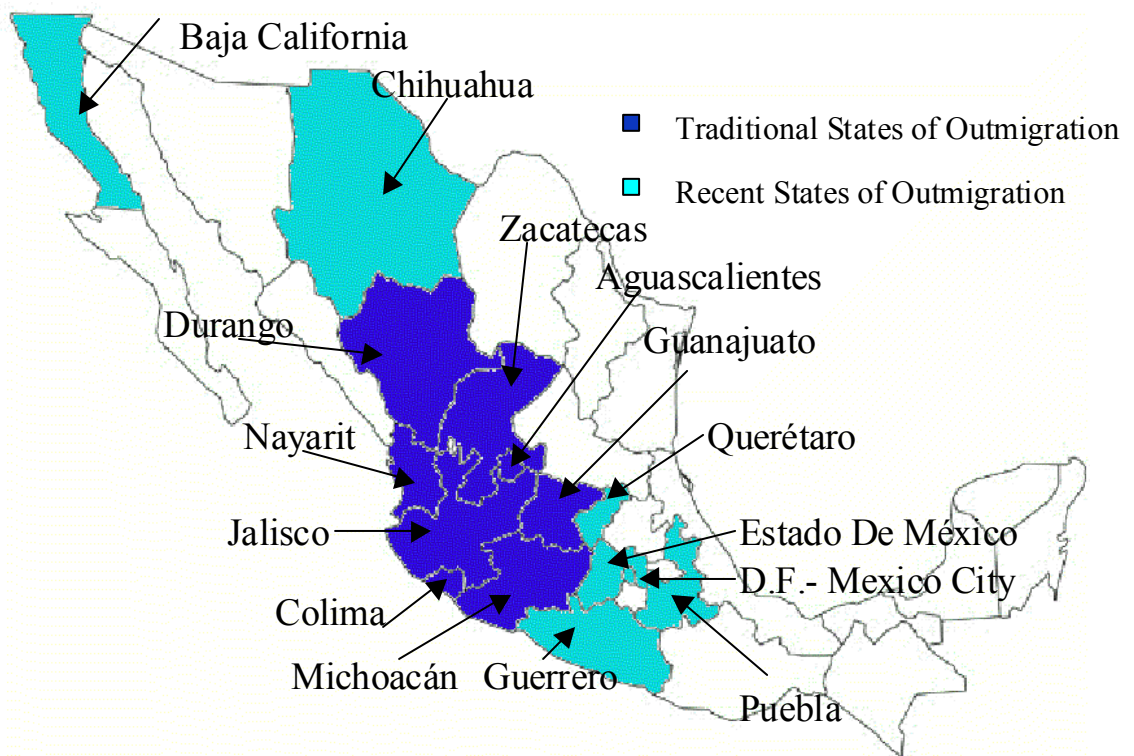 Baja California
Chihuahua
Traditional States of Outmigration
Recent States of Outmigration
Zacatecas
Aguascalientes
Durango
Guanajuato
Nayarit
Querétaro
Jalisco
Estado De México
D.F.- Mexico City
Colima
Michoacán
Guerrero
Puebla